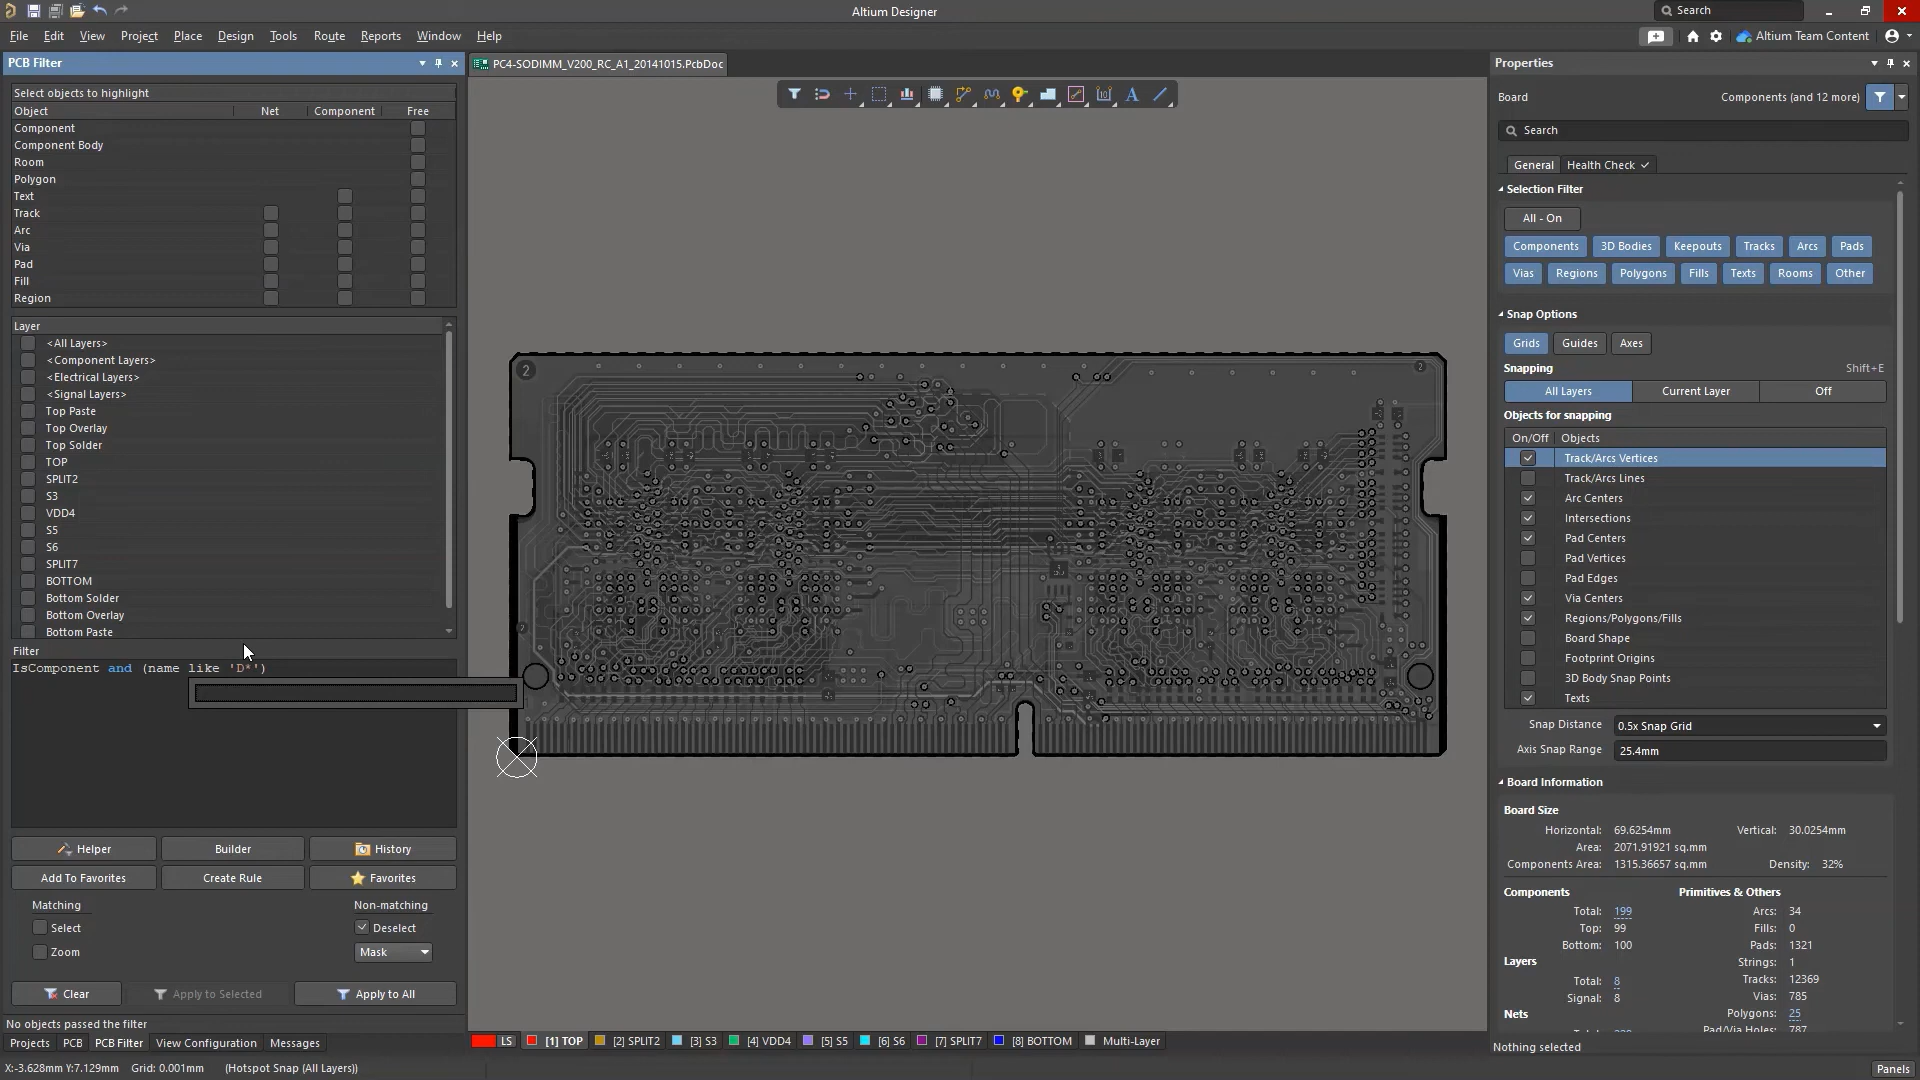 Altium Designer
Search
File Edit View Project Place Design Tools Route Reports Window Help
Altium Team Content
PCB Filter
PC4-SODIMM_V200_RC_A1_20141015.PcbDoc
Properties
Select objects to highlight
Object Net Component Free
Component
Component Body
Room
Polygon
Text
Track
Arc
Via
Pad
Fill
Region
Layer
<All Layers>
<Component Layers>
<Electrical Layers>
<Signal Layers>
Top Paste
Top Overlay
Top Solder
TOP
SPLIT2
S3
VDD4
S5
S6
SPLIT7
BOTTOM
Bottom Solder
Bottom Overlay
Bottom Paste
Filter
IsComponent and (name like 'D*')
Helper Builder History
Add To Favorites Create Rule Favorites
Matching Non-matching
Select Deselect
Zoom Mask
Clear Apply to Selected Apply to All
No objects passed the filter
Projects PCB PCB Filter View Configuration Messages
2 2
2
LS [1] TOP [2] SPLIT2 [3] S3 [4] VDD4 [5] S5 [6] S6 [7] SPLIT7 [8] BOTTOM Multi-Layer
Board Components (and 12 more)
Search
General Health Check
Selection Filter
All - On
Components 3D Bodies Keepouts Tracks Arcs Pads
Vias Regions Polygons Fills Texts Rooms Other
Snap Options
Grids Guides Axes
Snapping Shift+E
All Layers Current Layer Off
Objects for snapping
On/Off Objects
Track/Arcs Vertices
Track/Arcs Lines
Arc Centers
Intersections
Pad Centers
Pad Vertices
Pad Edges
Via Centers
Regions/Polygons/Fills
Board Shape
Footprint Origins
3D Body Snap Points
Texts
Snap Distance 0.5x Snap Grid
Axis Snap Range 25.4mm
Board Information
Board Size
Horizontal: 69.6254mm Vertical: 30.0254mm
Area: 2071.91921 sq.mm
Components Area: 1315.36657 sq.mm Density: 32%
Components Primitives & Others
Total: 199 Arcs: 34
Top: 99 Fills: 0
Bottom: 100 Pads: 1321
Layers Strings: 1
Total: 8 Tracks: 12369
Signal: 8 Vias: 785
Nets Polygons: 25
Pad/Via Holes: 787
Nothing selected
X:-3.628mm Y:7.129mm Grid: 0.001mm (Hotspot Snap (All Layers))
Panels